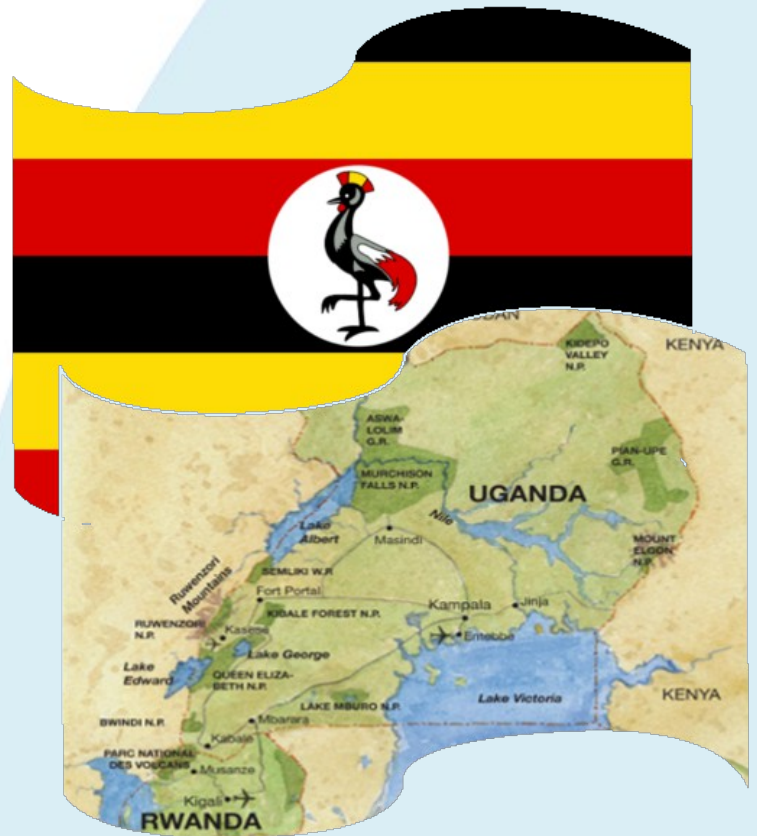 KENYA
KIDEPO
VALLEY
N.P.
ASWA-
LOLIM
G.R.
PIAN-UPE
G.R.
MURCHISON
FALLS N.P.
UGANDA
Nile
Lake
Albert
Masindi
MOUNT
ELGON
N.P.
SEMLIKI W.R
Ruwenzori
Mountains
Fort Portal
KIBALE FOREST N.P.
Kampala
Jinja
RUWENZORI
N.P.
Kasese
Entebbe
Lake George
Lake
Edward
QUEEN ELIZA-
BETH N.P.
Lake Victoria
KENYA
LAKE MBURO N.P.
BWINDI N.P.
Mbarara
Kabale
PARC NATIONAL
DES VOLCANS
Musanze
Kigali
RWANDA